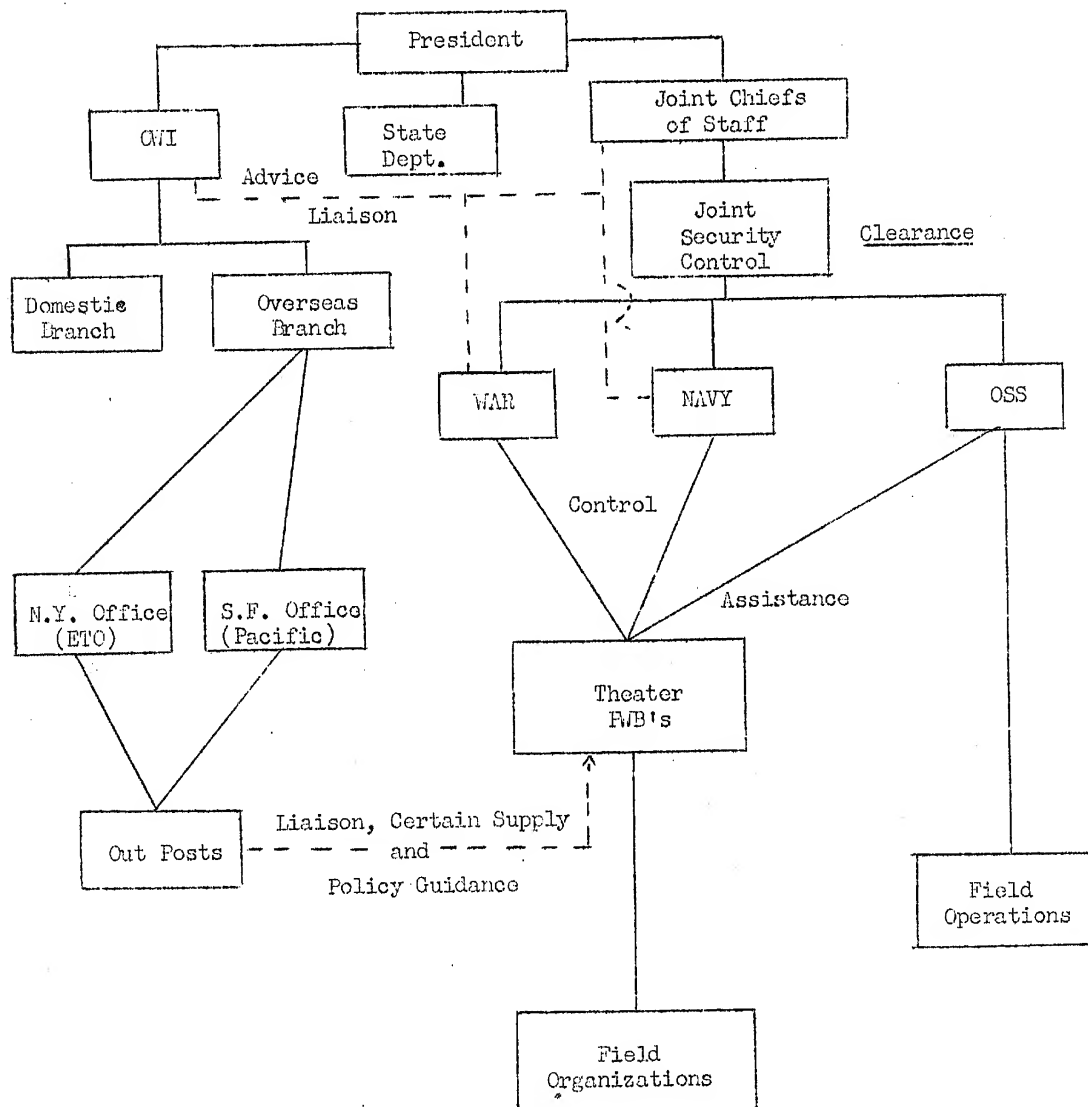 President
OWI
State
Dept.
Joint Chiefs
of Staff
Advice
Liaison
Joint
Security
Control
Clearance
Domestic
Branch
Overseas
Branch
WAR
NAVY
OSS
Control
N.Y. Office
(ETO)
S.F. Office
(Pacific)
Assistance
Theater
PWB's
Out Posts
Liaison, Certain Supply
and
Policy Guidance
Field
Operations
Field
Organizations